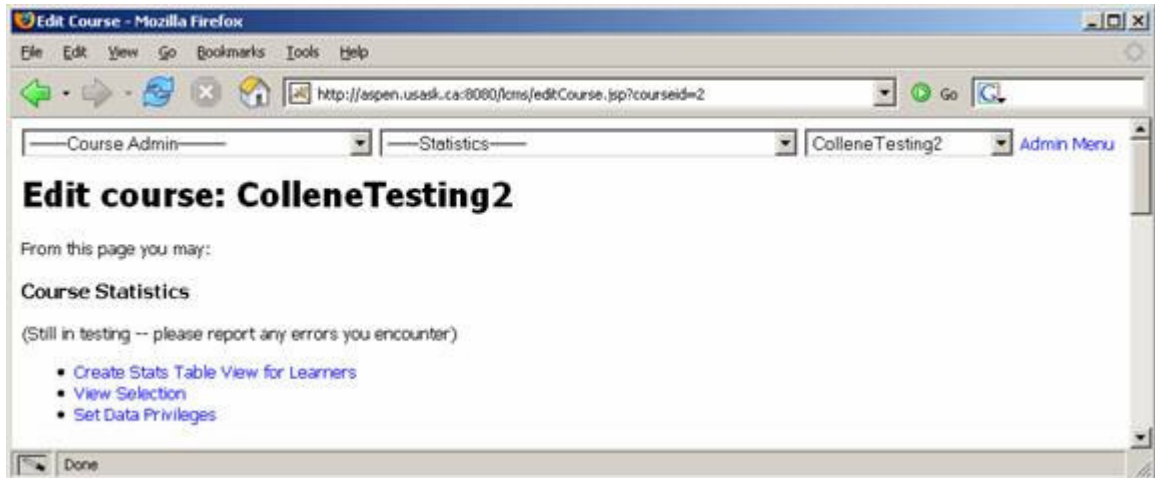 Edit Course - Mozilla Firefox
File Edit View Go Bookmarks Tools Help
http://aspen.usask.ca:8080/lcms/editCourse.jsp?courseid=2 Go G
——Course Admin—— ——Statistics—— ColleneTesting2 Admin Menu
Edit course: ColleneTesting2
From this page you may:
Course Statistics
(Still in testing -- please report any errors you encounter)
• Create Stats Table View for Learners
• View Selection
• Set Data Privileges
Done